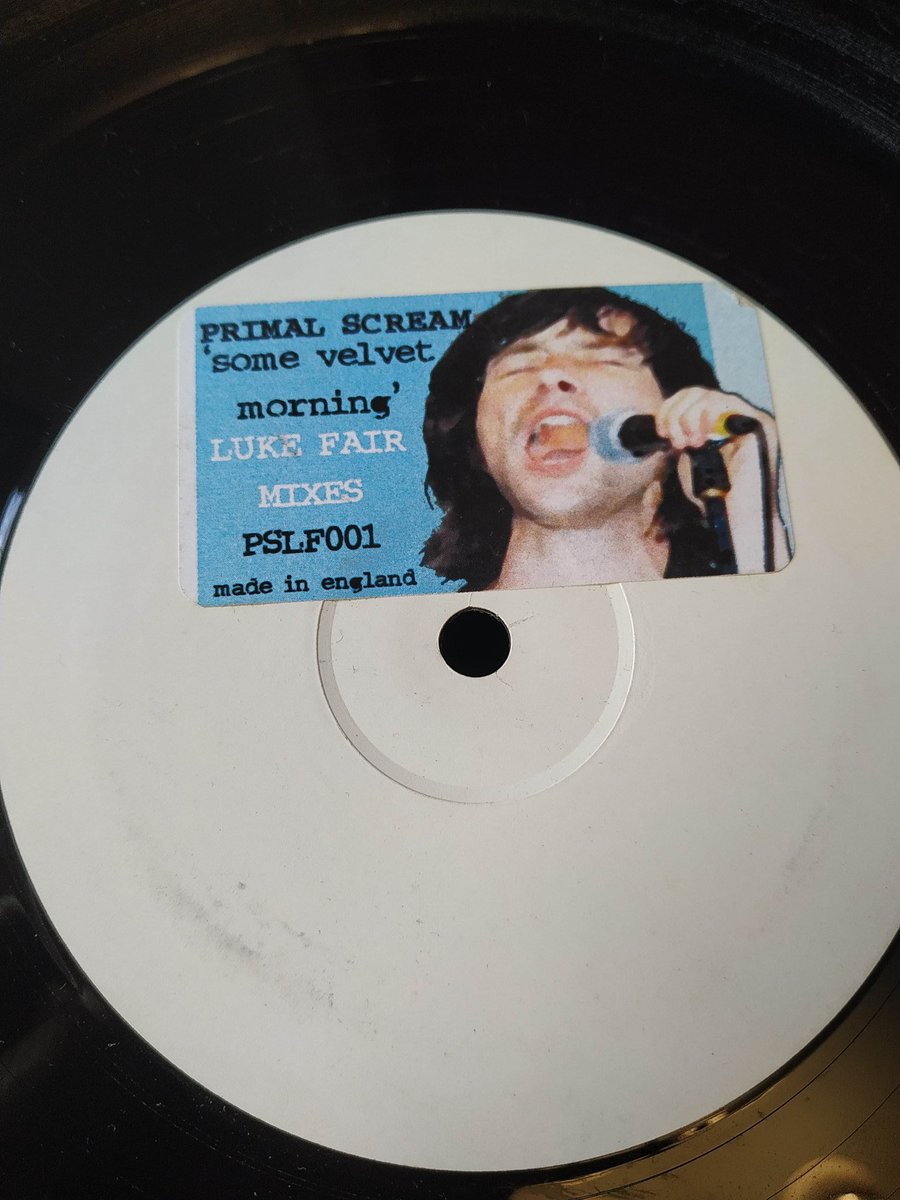 PRIMAL SCREAM
'some velvet
morning'
LUKE FAIR
MIXES
PSLF001
made in england